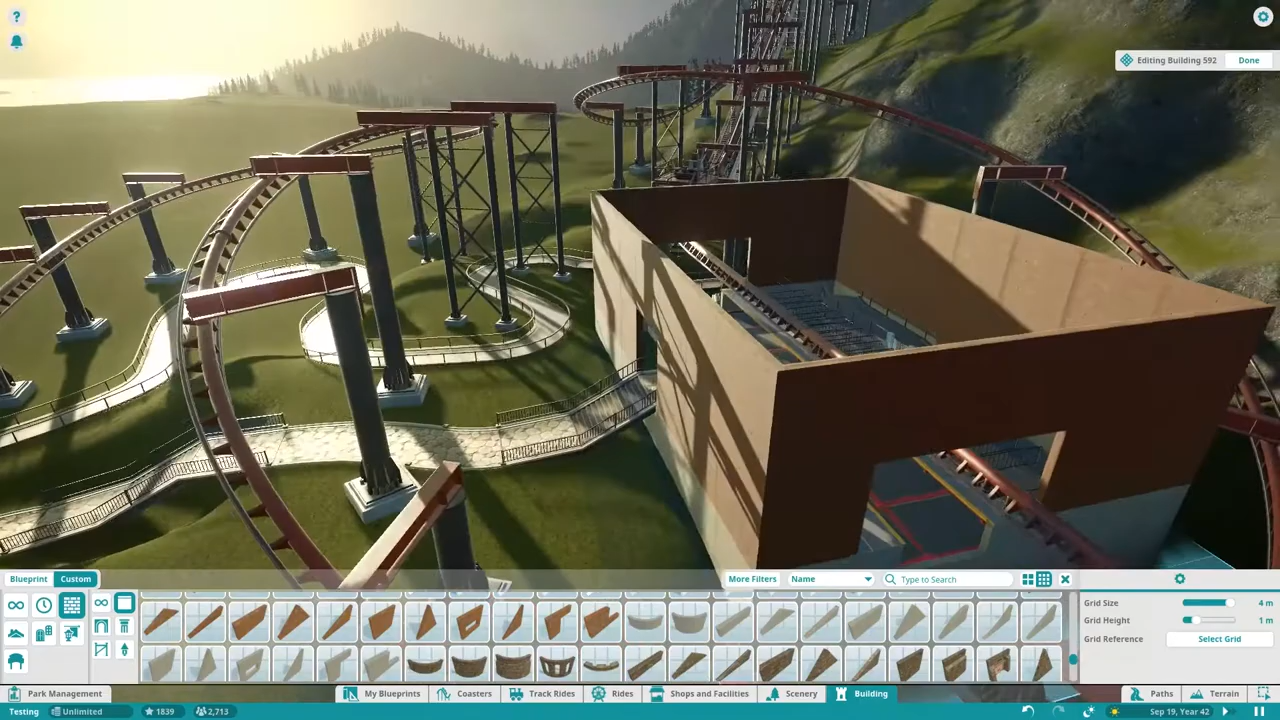 ?
Editing Building 592
Done
Blueprint
Custom
More Filters
Name
Type to Search
Grid Size
4 m
Grid Height
1 m
Grid Reference
Select Grid
Park Management
My Blueprints
Coasters
Track Rides
Rides
Shops and Facilities
Scenery
Building
Paths
Terrain
Testing
Unlimited
1839
2,713
Sep 19, Year 42